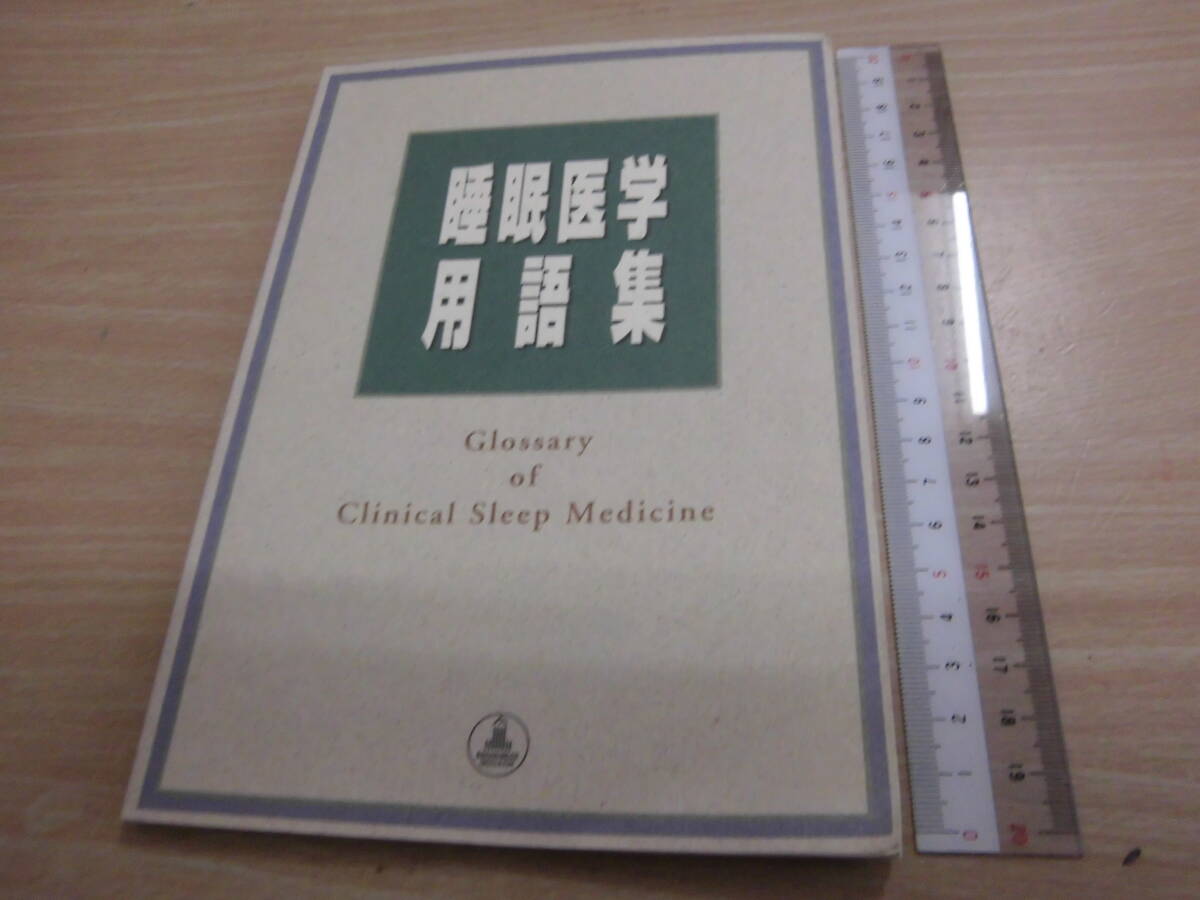 睡眠医学
用語集
Glossary
of
Clinical Sleep Medicine